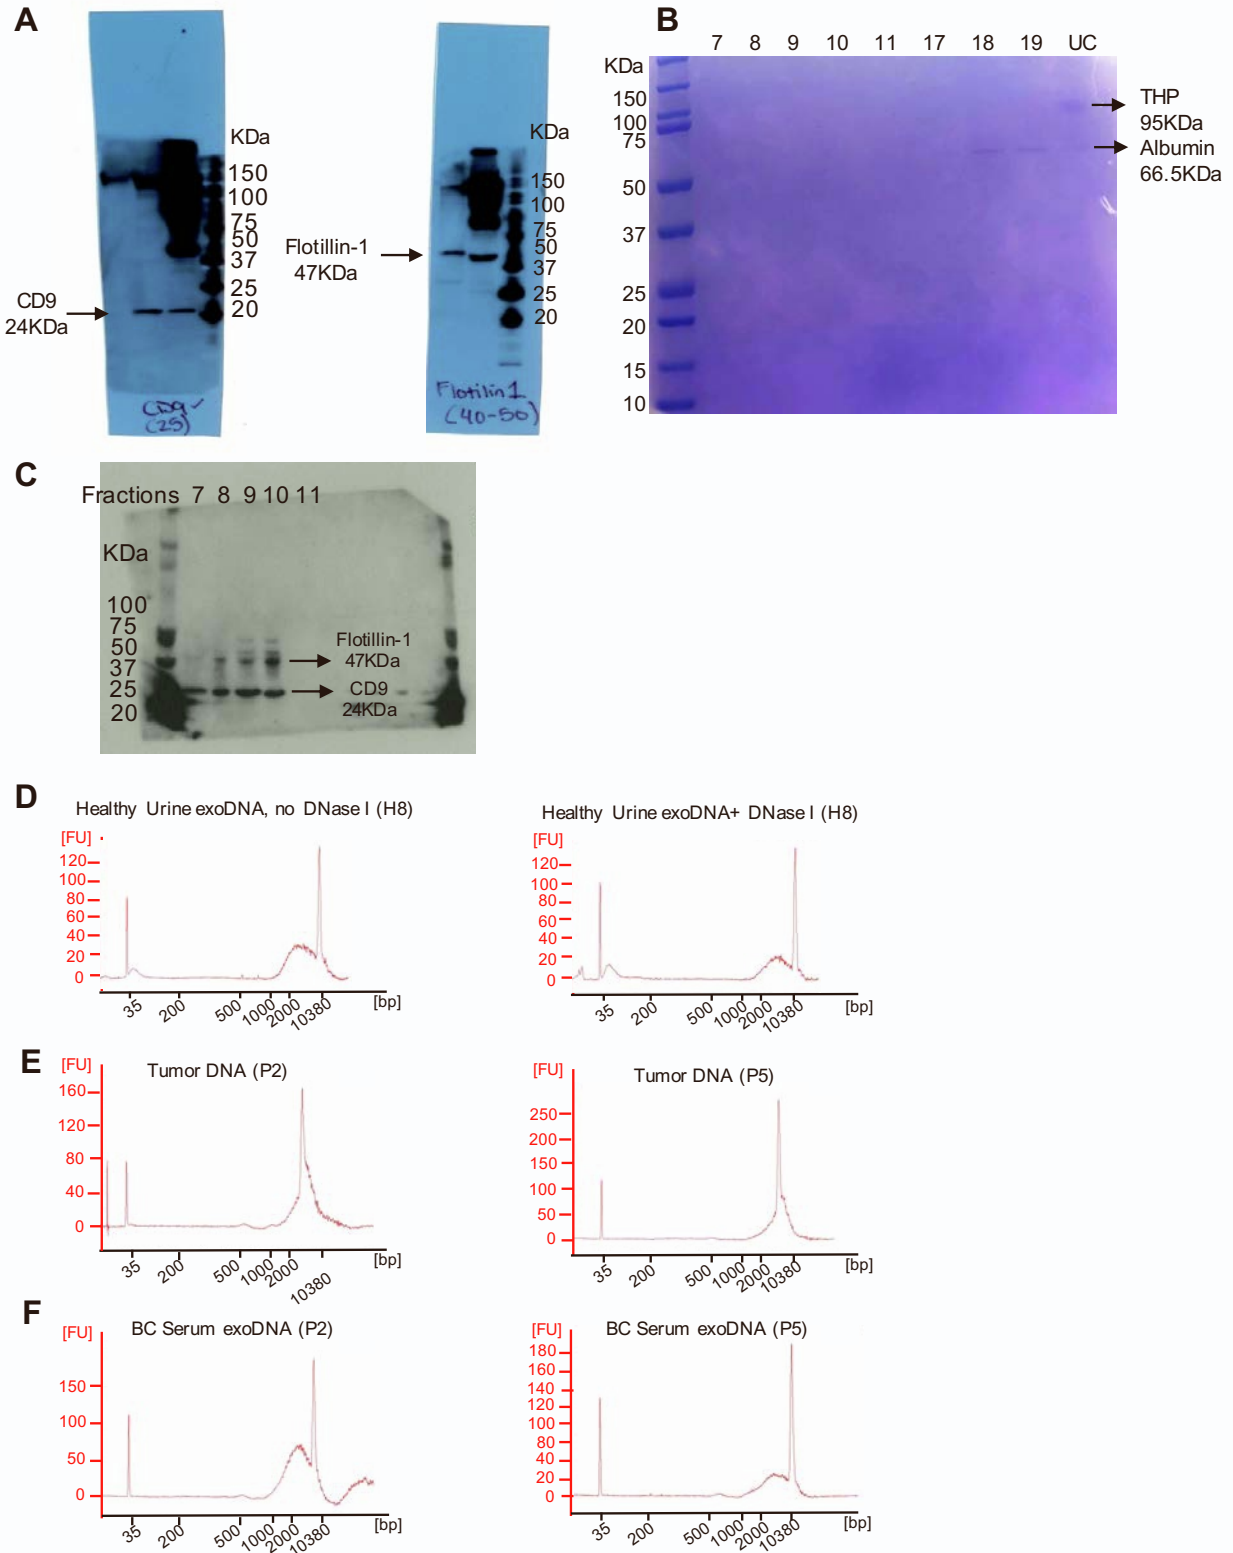 A
KDa
150
100
75
50
37
25
20
CD9
24KDa
CD9
(25)
KDa
150
100
75
50
37
25
20
Flotillin-1
47KDa
Flotilin 1
(40-50)
B
7 8 9 10 11 17 18 19 UC
KDa
150
100
75
50
37
25
20
15
10
THP
95KDa
Albumin
66.5KDa
C
Fractions 7 8 9 10 11
KDa
100
75
50
37
25
20
Flotillin-1
47KDa
CD9
24KDa
D
Healthy Urine exoDNA, no DNase I (H8)
[FU]
120
100
80
60
40
20
0
35 200 500 1000 2000 10380 [bp]
Healthy Urine exoDNA+ DNase I (H8)
[FU]
120
100
80
60
40
20
0
35 200 500 1000 2000 10380 [bp]
E
Tumor DNA (P2)
[FU]
160
120
80
40
0
35 200 500 1000 2000 10380 [bp]
Tumor DNA (P5)
[FU]
250
200
150
100
50
0
35 200 500 1000 2000 10380 [bp]
F
BC Serum exoDNA (P2)
[FU]
150
100
50
0
35 200 500 1000 2000 10380 [bp]
BC Serum exoDNA (P5)
[FU]
180
160
140
120
100
80
60
40
20
0
35 200 500 1000 2000 10380 [bp]